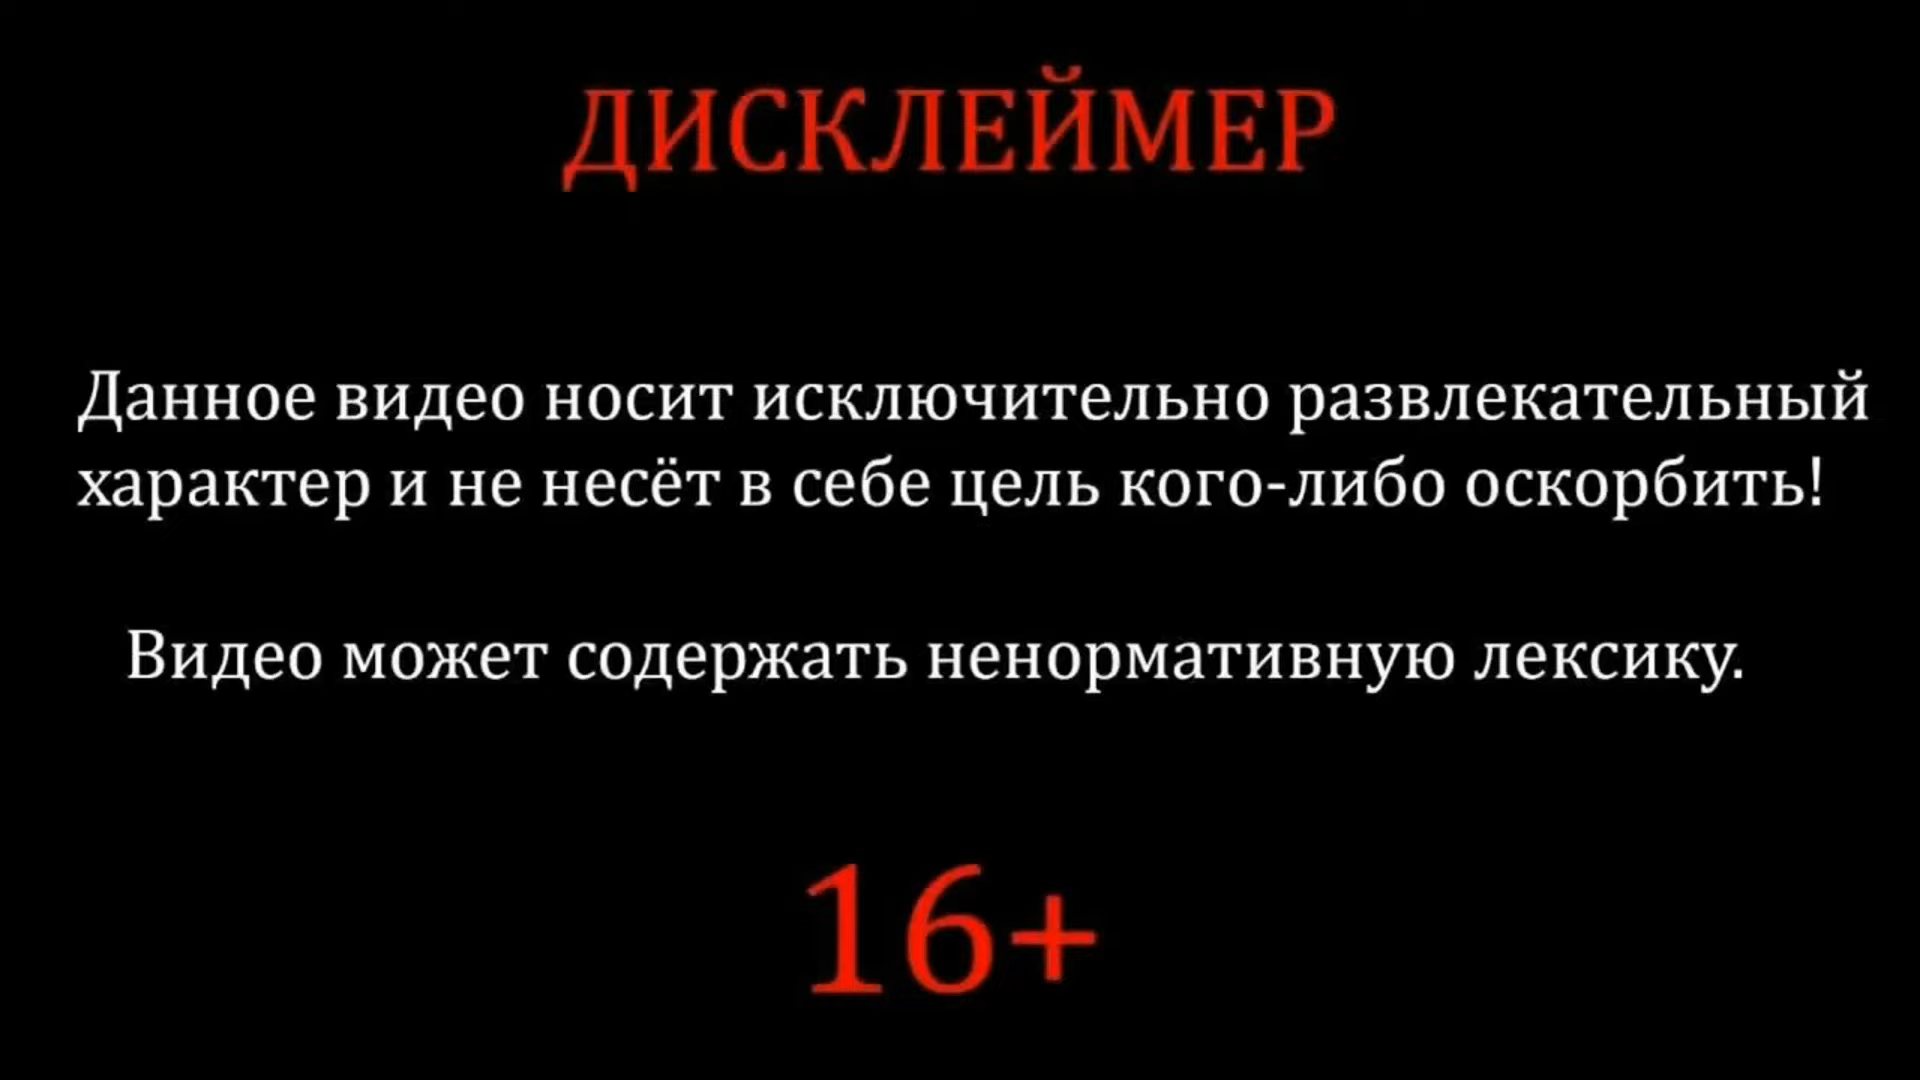 ДИСКЛЕЙМЕР
Данное видео носит исключительно развлекательный
характер и не несёт в себе цель кого-либо оскорбить!
Видео может содержать ненормативную лексику.
16+